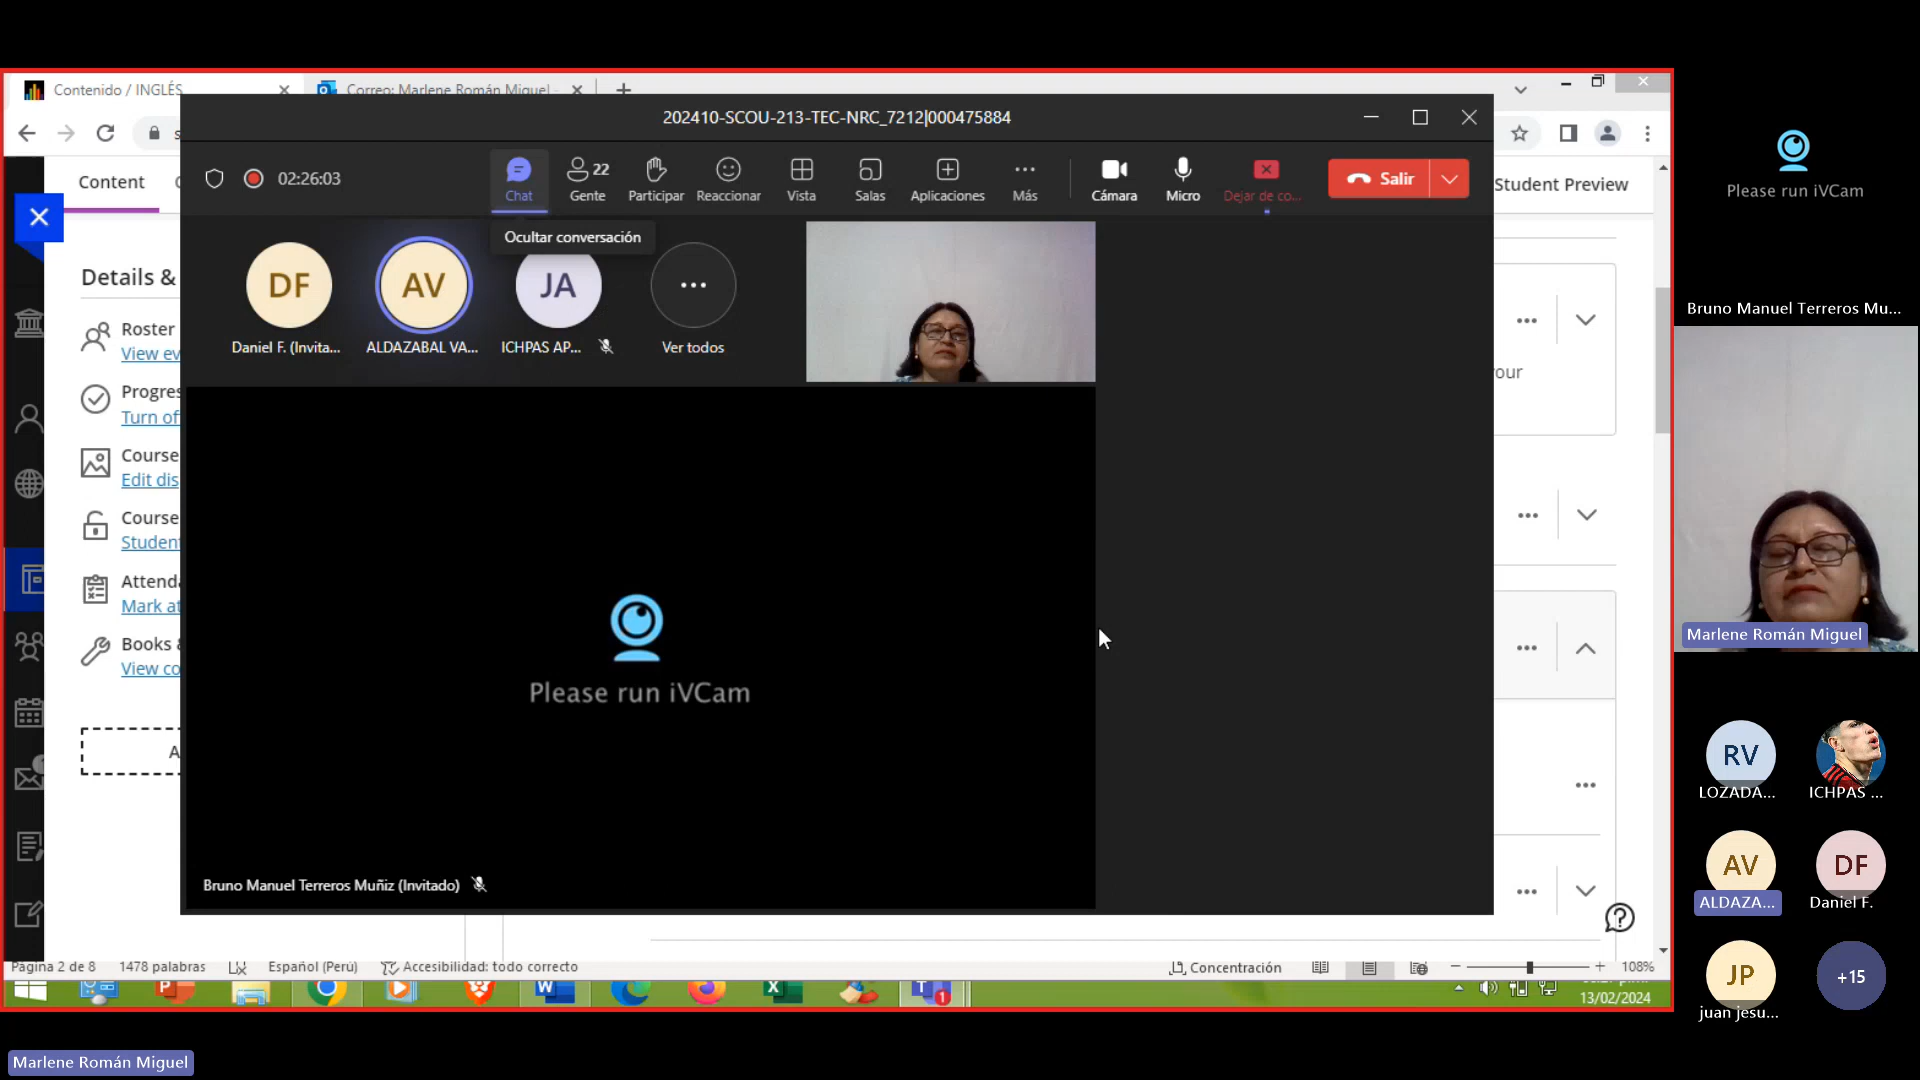 Contenido / INGLÉS
Correo: Marlene Román Miguel
202410-SCOU-213-TEC-NRC_7212|000475884
02:26:03
Chat
22
Gente
Participar
Reaccionar
Vista
Salas
Aplicaciones
Más
Cámara
Micro
Dejar de co...
Salir
Student Preview
Content
Ocultar conversación
DF
AV
JA
Daniel F. (Invita...
ALDAZABAL VA...
ICHPAS AP...
Ver todos
Details &
Roster
View ev
Progres
Turn of
Course
Edit dis
Course
Student
Attenda
Mark at
Books &
View co
A
our
Please run iVCam
Bruno Manuel Terreros Muñiz (Invitado)
Página 2 de 8
1478 palabras
Español (Perú)
Accesibilidad: todo correcto
Concentración
108%
1
13/02/2024
Please run iVCam
Bruno Manuel Terreros Mu...
Marlene Román Miguel
RV
LOZADA...
ICHPAS ...
AV
ALDAZA...
DF
Daniel F.
JP
juan jesu...
+15
Marlene Román Miguel